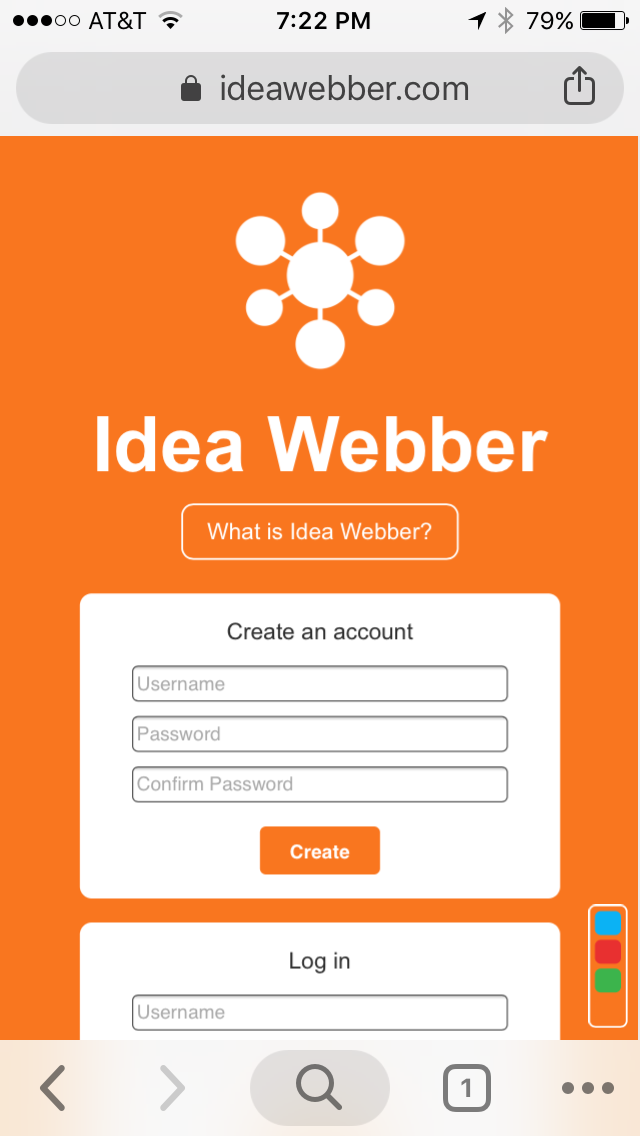 AT&T 7:22 PM 79%
ideawebber.com
Idea Webber
What is Idea Webber?
Create an account
Username
Password
Confirm Password
Create
Log in
Username
1